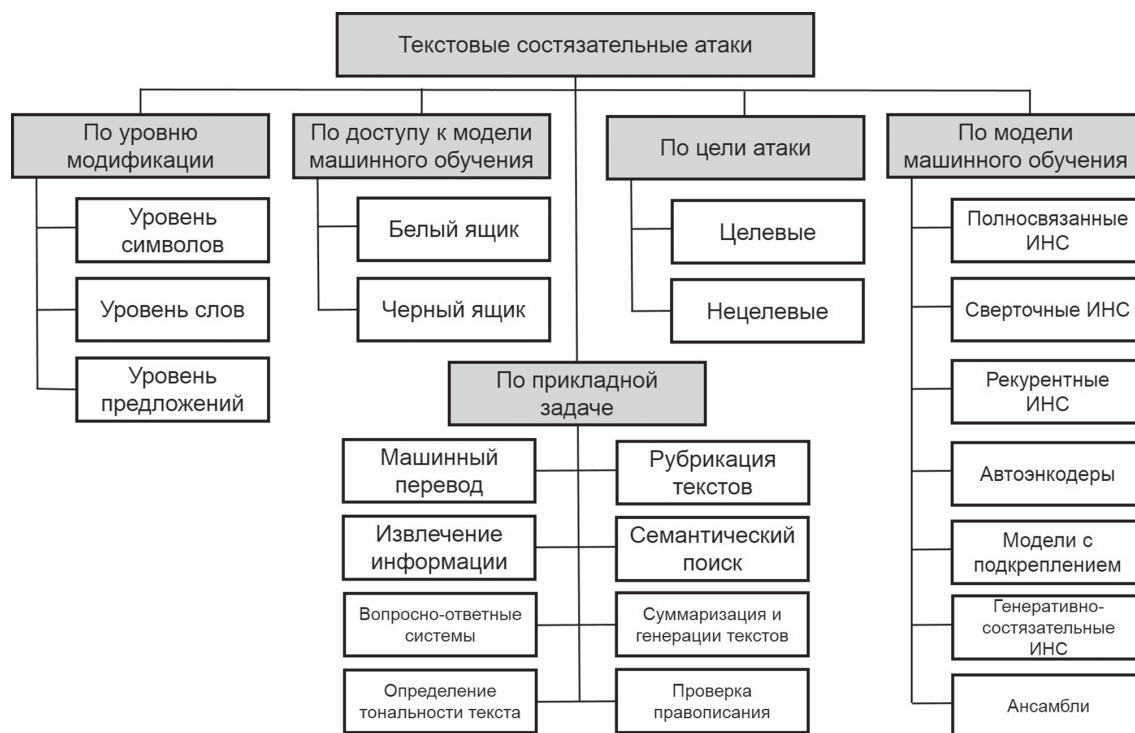 Текстовые состязательные атаки
По уровню
модификации
Уровень
символов
Уровень слов
Уровень
предложений
По доступу к модели
машинного обучения
Белый ящик
Черный ящик
По цели атаки
Целевые
Нецелевые
По модели
машинного обучения
Полносвязанные
ИНС
Сверточные ИНС
Рекурентные
ИНС
Автоэнкодеры
Модели с
подкреплением
Генеративно-
состязательные
ИНС
Ансамбли
По прикладной
задаче
Машинный
перевод
Рубрикация
текстов
Извлечение
информации
Семантический
поиск
Вопросно-ответные
системы
Суммаризация и
генерации текстов
Определение
тональности текста
Проверка
правописания